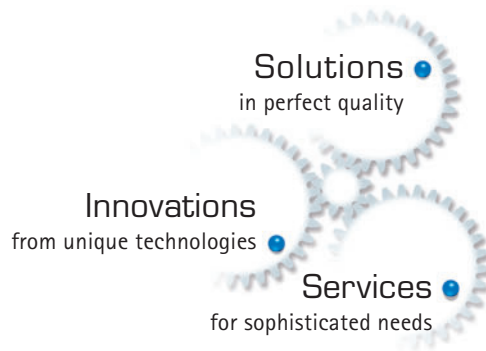 Solutions
in perfect quality
Innovations
from unique technologies
Services
for sophisticated needs